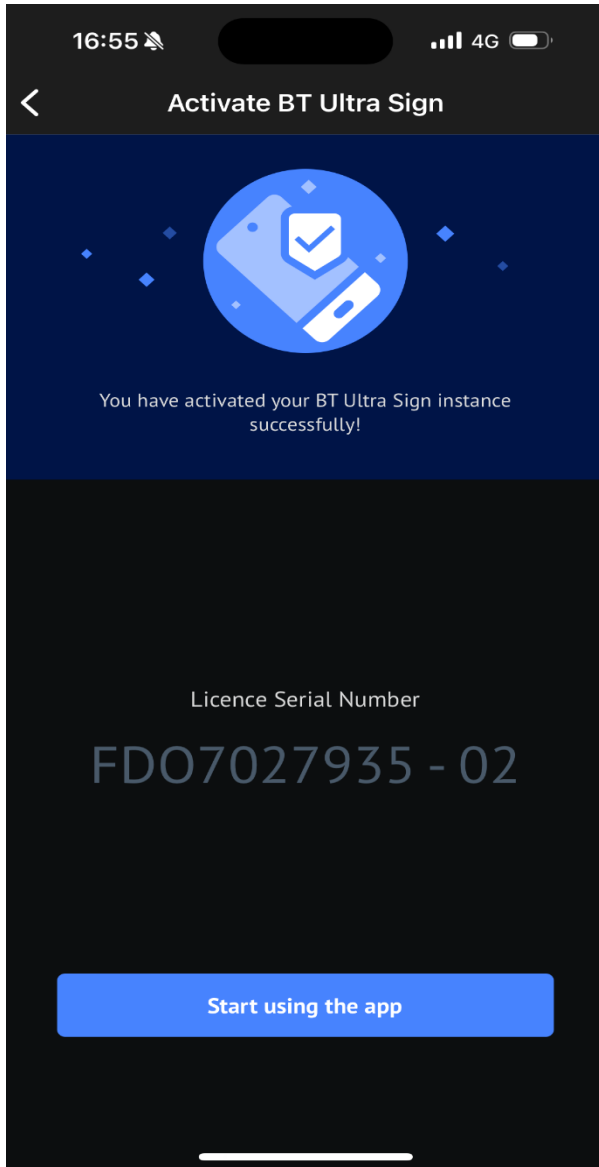 16:55
4G
Activate BT Ultra Sign
You have activated your BT Ultra Sign instance
successfully!
Licence Serial Number
FDO7027935 - 02
Start using the app